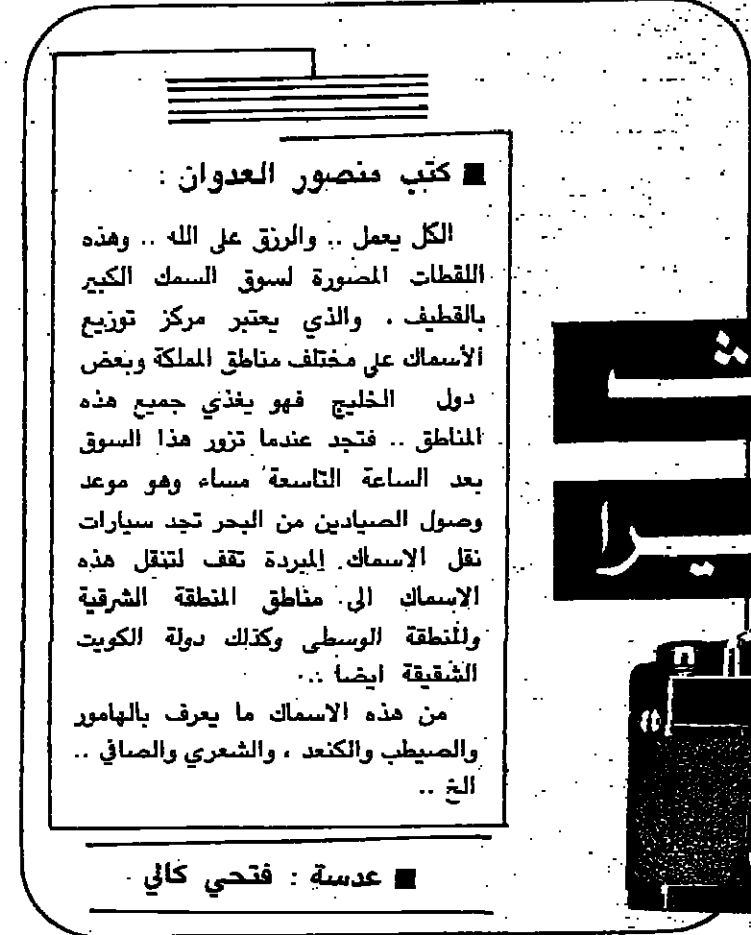 ■ كتب منصور العدوان :
الكل يعمل .. والرزق على الله .. وهذه
اللقطات المصورة لسوق السمك الكبير
بالقطيف . والذي يعتبر مركز توزيع
الأسماك على مختلف مناطق المملكة وبعض
دول الخليج فهو يغذي جميع هذه
المناطق .. فتجد عندما تزور هذا السوق
بعد الساعة التاسعة مساء وهو موعد
وصول الصيادين من البحر تجد سيارات
نقل الاسماك المبردة تقف لتنقل هذه
الاسماك الى مناطق المنطقة الشرقية
والمنطقة الوسطى وكذلك دولة الكويت
الشقيقة ايضا ..
من هذه الاسماك ما يعرف بالهامور
والصيطب والكنعد ، والشعري والصافي ..
الخ ..
■ عدسة : فتحي كالي